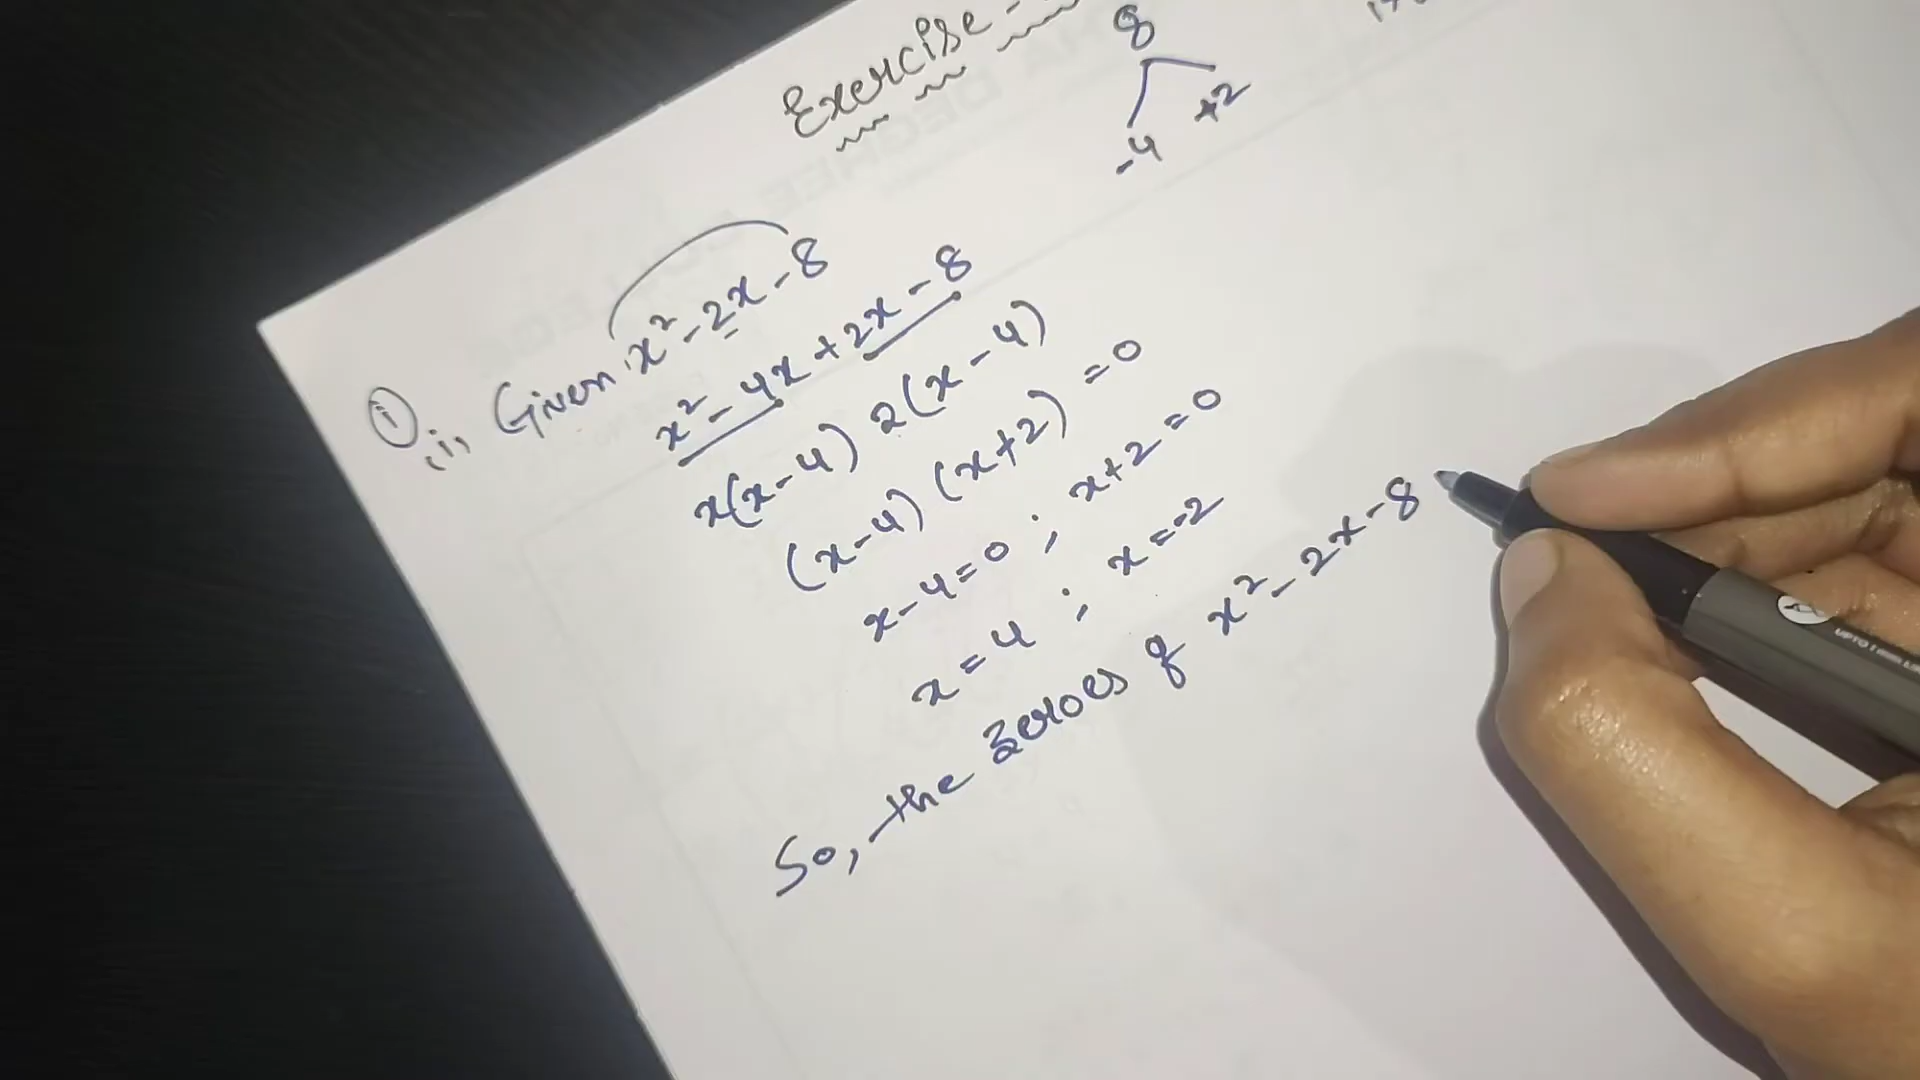 Exercise -
8
-4 +2
① (i), Given x² - 2x - 8
x² - 4x + 2x - 8
x(x-4) 2(x-4)
(x-4) (x+2) = 0
x-4=0 ; x+2=0
x=4 ; x=-2
So, the zeroes of x² - 2x - 8